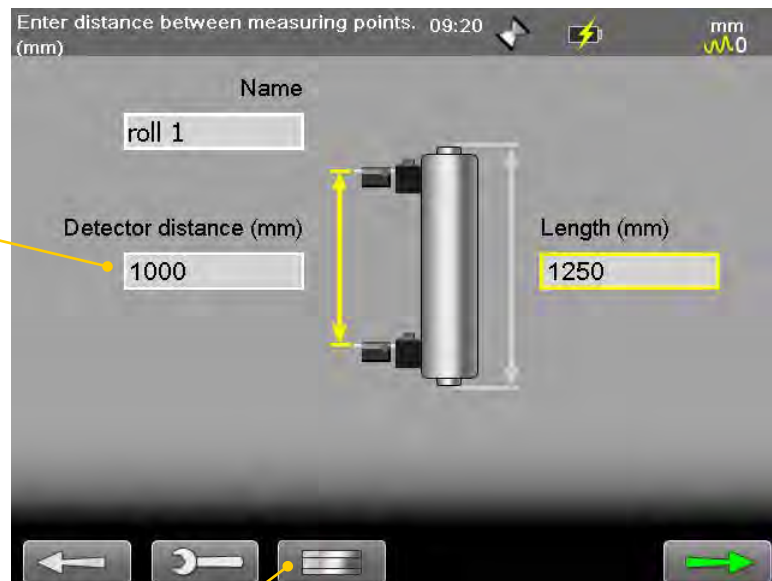 Enter distance between measuring points. 09:20 mm
(mm) 0
Name
roll 1
Detector distance (mm)
1000
Length (mm)
1250